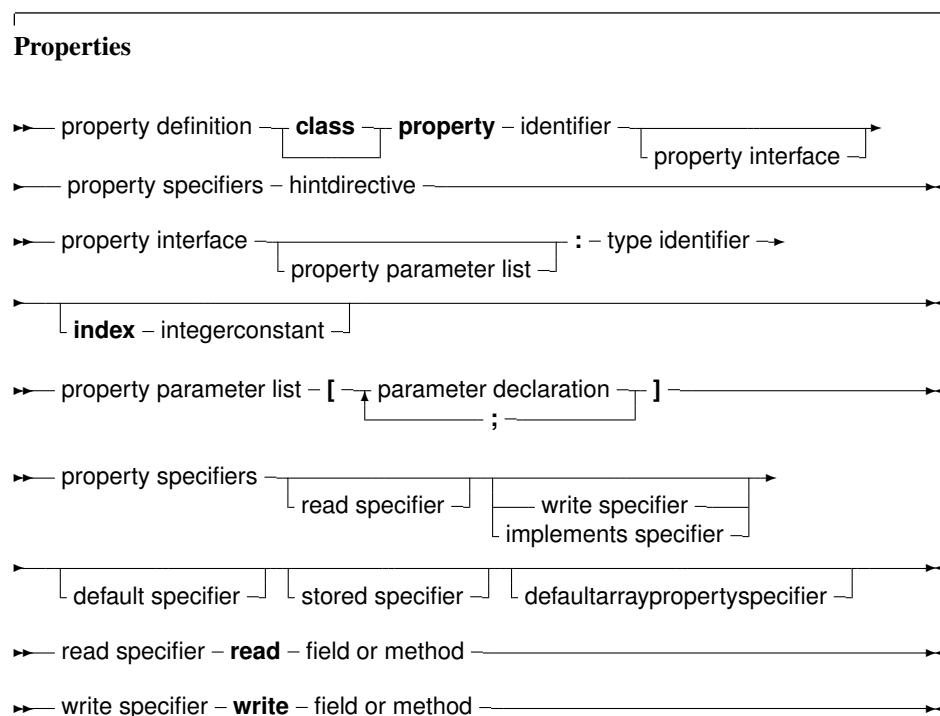 Properties
property definition class property identifier
property interface
property specifiers hintdirective
property interface : type identifier
property parameter list
index integerconstant
property parameter list [ parameter declaration ]
;
property specifiers
read specifier write specifier
implements specifier
default specifier stored specifier defaultarraypropertyspecifier
read specifier read field or method
write specifier write field or method